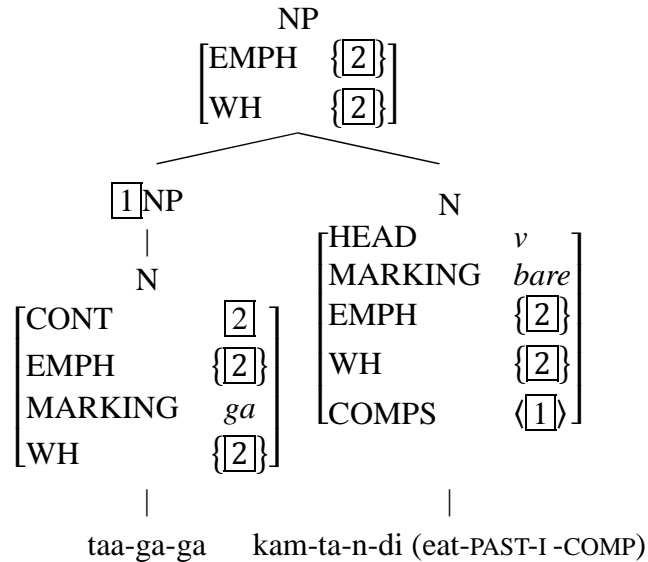 NP
EMPH {2}
WH {2}
1 NP
N
CONT 2
EMPH {2}
MARKING ga
WH {2}
N
HEAD v
MARKING bare
EMPH {2}
WH {2}
COMPS ⟨1⟩
taa-ga-ga
kam-ta-n-di (eat-PAST-I -COMP)